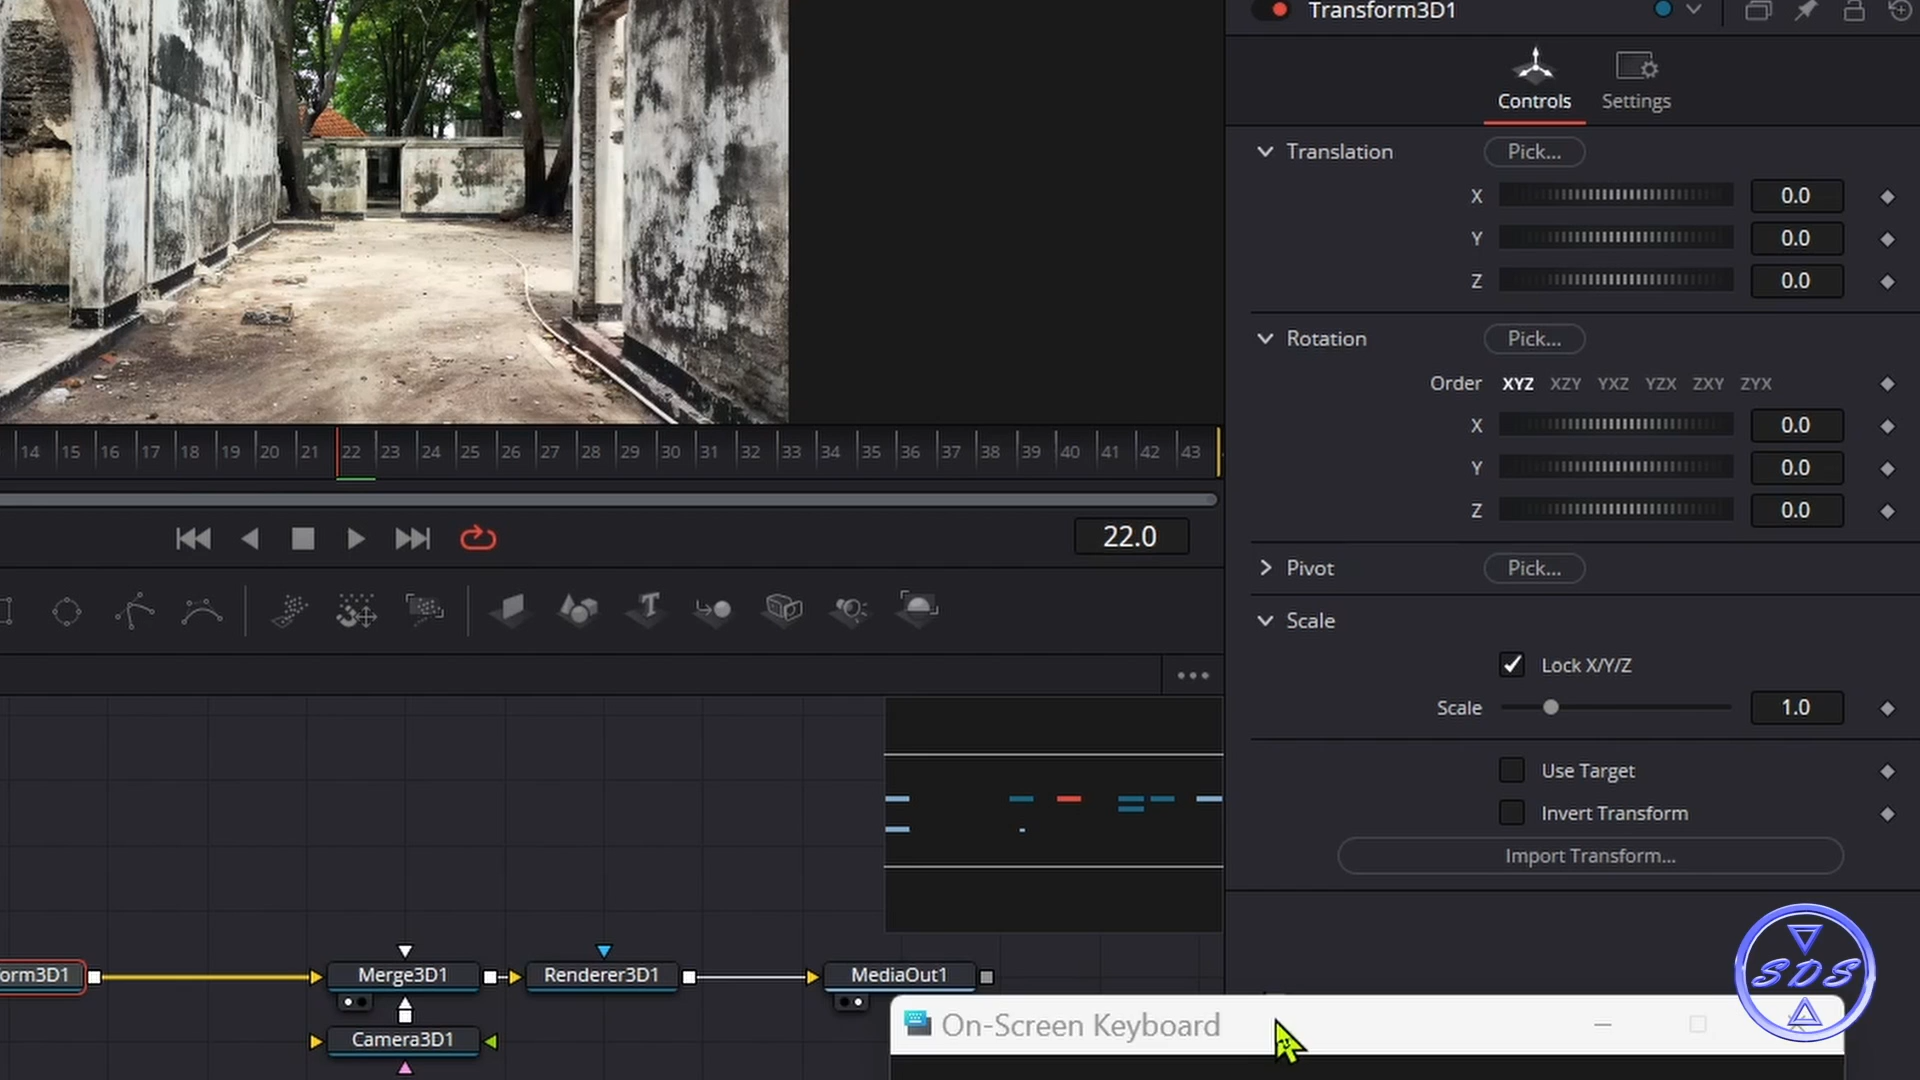 Transform3D1
Controls
Settings
Translation
Pick...
X
0.0
Y
0.0
Z
0.0
Rotation
Pick...
Order XYZ XZY YXZ YZX ZXY ZYX
X
0.0
Y
0.0
Z
0.0
Pivot
Pick...
Scale
Lock X/Y/Z
Scale
1.0
Use Target
Invert Transform
Import Transform...
14 15 16 17 18 19 20 21 22 23 24 25 26 27 28 29 30 31 32 33 34 35 36 37 38 39 40 41 42 43
22.0
T
orm3D1
Merge3D1
Renderer3D1
MediaOut1
Camera3D1
On-Screen Keyboard
SDS